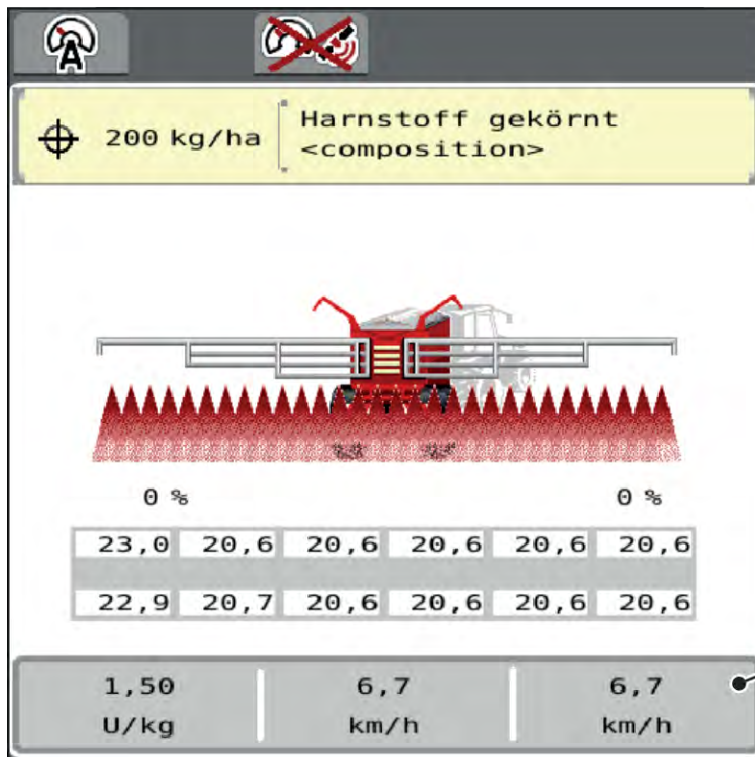 A
200 kg/ha
Harnstoff gekörnt
<composition>
0 % 0 %
23,0 20,6 20,6 20,6 20,6 20,6
22,9 20,7 20,6 20,6 20,6 20,6
1,50 6,7 6,7
U/kg km/h km/h